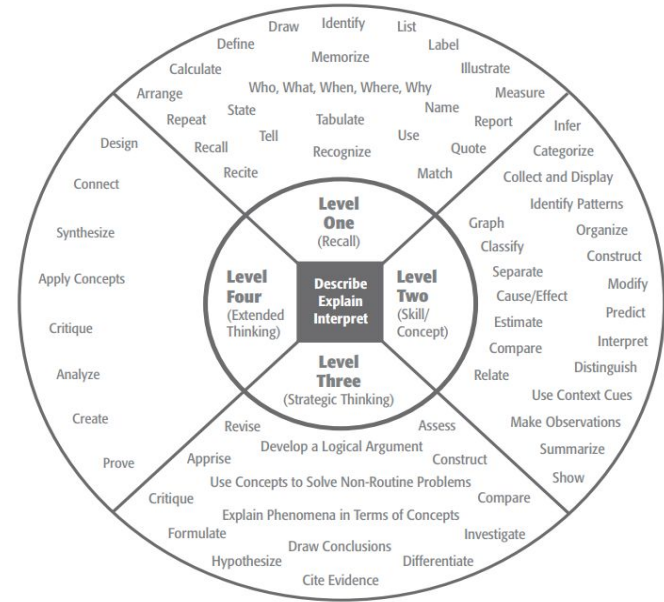 Draw
Identify
List
Define
Label
Memorize
Calculate
Illustrate
Who, What, When, Where, Why
Arrange
Measure
State
Name
Repeat
Tabulate
Report
Tell
Use
Recall
Recognize
Quote
Recite
Match
Level
One
(Recall)
Infer
Categorize
Collect and Display
Identify Patterns
Graph
Organize
Classify
Construct
Separate
Modify
Cause/Effect
Predict
Estimate
Interpret
Compare
Distinguish
Relate
Use Context Cues
Make Observations
Summarize
Show
Level
Two
(Skill/
Concept)
Describe
Explain
Interpret
Level
Three
(Strategic Thinking)
Revise
Assess
Develop a Logical Argument
Apprise
Construct
Use Concepts to Solve Non-Routine Problems
Critique
Compare
Explain Phenomena in Terms of Concepts
Formulate
Investigate
Draw Conclusions
Hypothesize
Differentiate
Cite Evidence
Level
Four
(Extended
Thinking)
Design
Connect
Synthesize
Apply Concepts
Critique
Analyze
Create
Prove